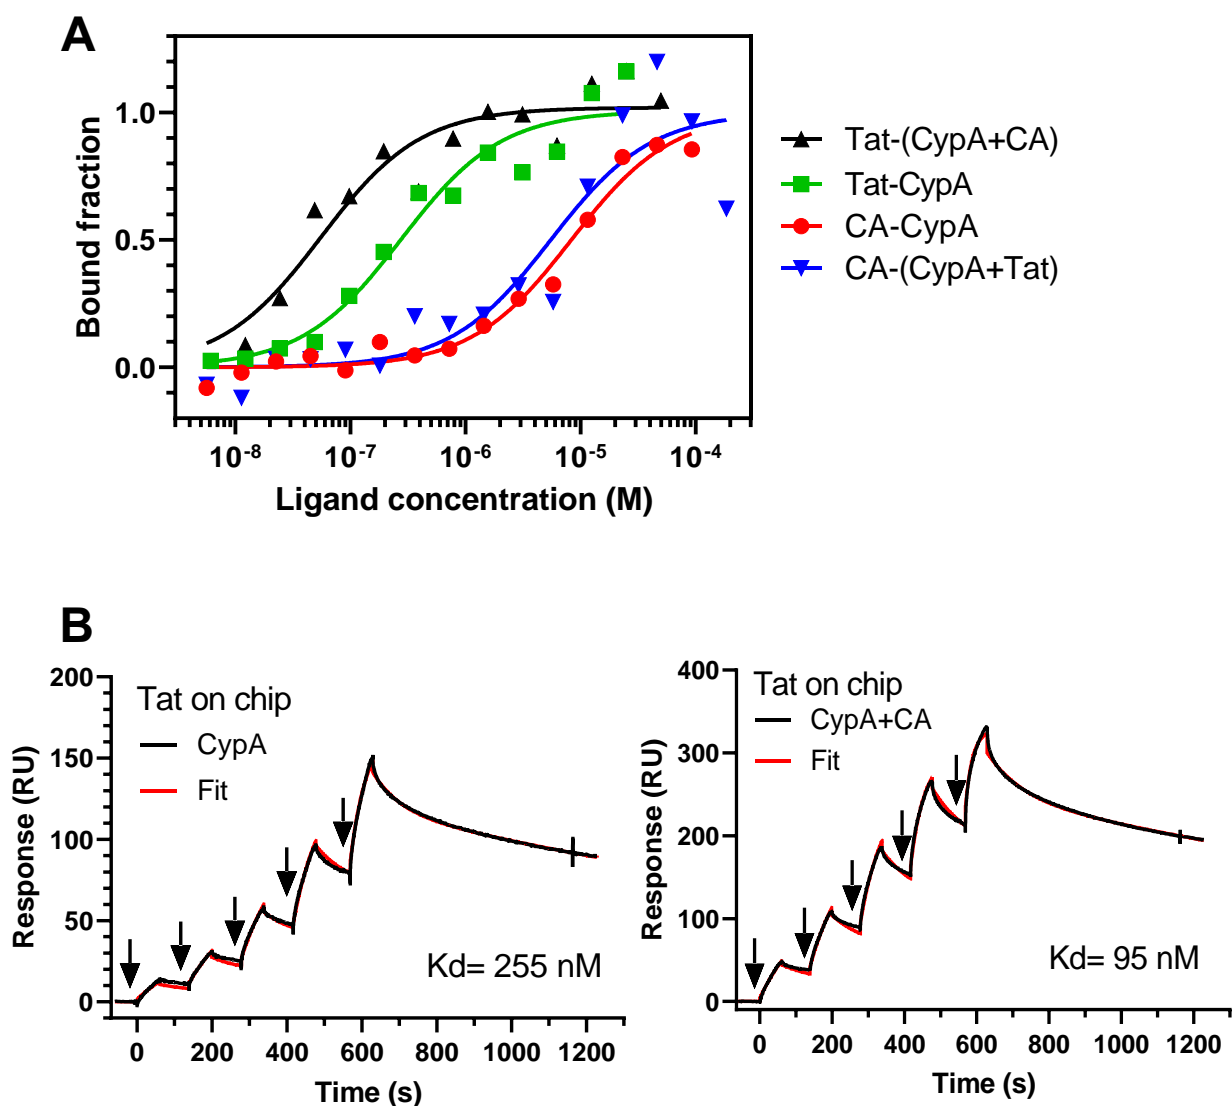 A
Bound fraction
1.0
0.5
0.0
10-8
10-7
10-6
10-5
10-4
Ligand concentration (M)
Tat-(CypA+CA)
Tat-CypA
CA-CypA
CA-(CypA+Tat)
B
Response (RU)
200
150
100
50
0
Tat on chip
CypA
Fit
Kd= 255 nM
0 200 400 600 800 1000 1200
Time (s)
Response (RU)
400
300
200
100
0
Tat on chip
CypA+CA
Fit
Kd= 95 nM
0 200 400 600 800 1000 1200
Time (s)